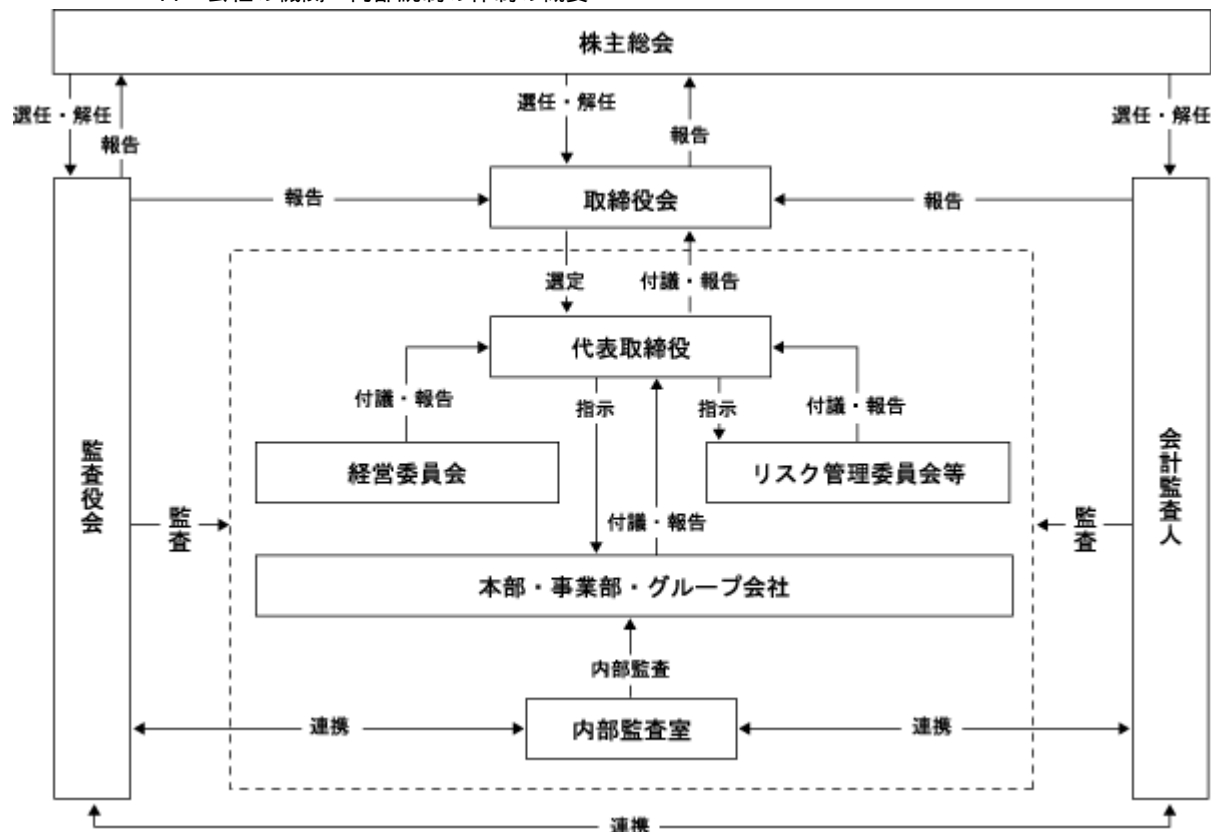 株主総会
選任・解任
報告
選任・解任
報告
選任・解任
報告
取締役会
報告
選定
付議・報告
代表取締役
付議・報告
指示
指示
付議・報告
経営委員会
リスク管理委員会等
監査役会
会計監査人
監査
付議・報告
監査
本部・事業部・グループ会社
内部監査
連携
内部監査室
連携
連携